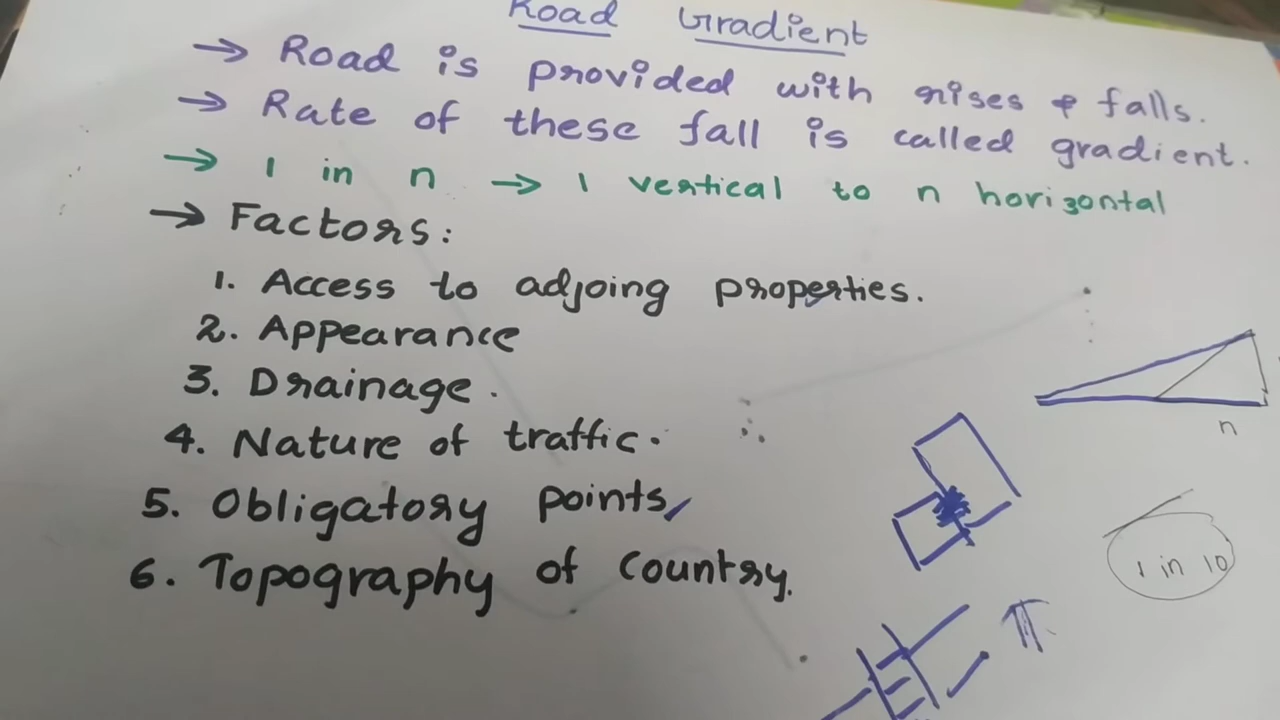 Road Gradient
→ Road is provided with rises & falls.
→ Rate of these fall is called gradient.
→ 1 in n → 1 vertical to n horizontal
→ Factors:
1. Access to adjoing properties.
2. Appearance
3. Drainage.
4. Nature of traffic.
5. Obligatory points,
6. Topography of country.
n
1 in 10